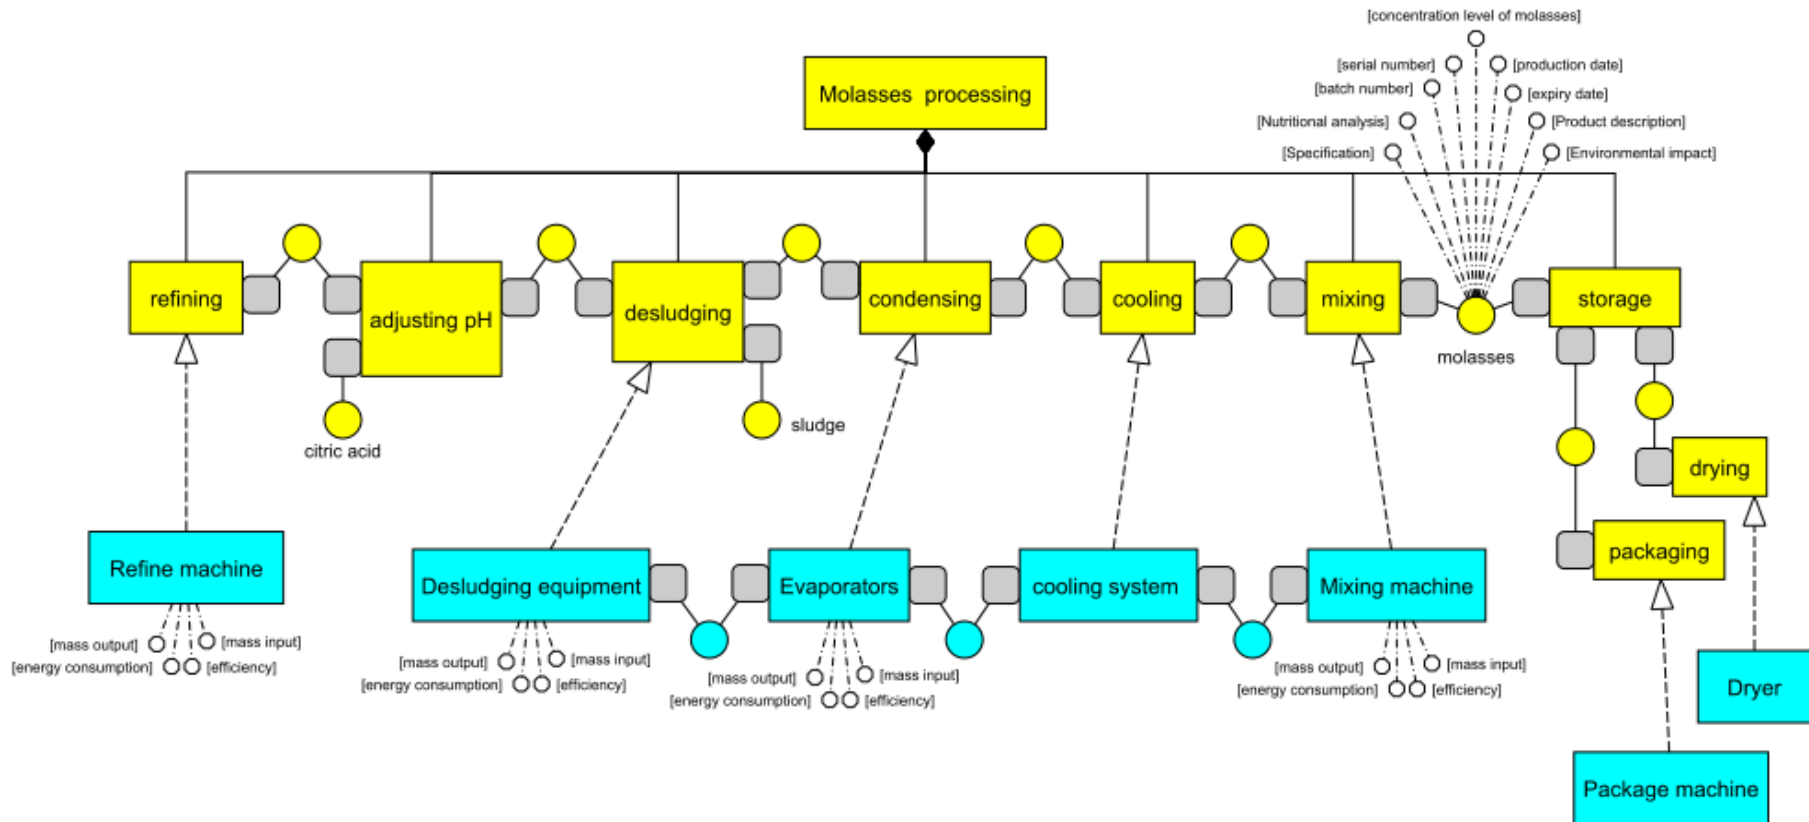 [concentration level of molasses]
[serial number]
[production date]
[batch number]
[expiry date]
[Nutritional analysis]
[Product description]
[Specification]
[Environmental impact]
Molasses processing
refining
adjusting pH
desludging
condensing
cooling
mixing
storage
molasses
citric acid
sludge
drying
packaging
Refine machine
[mass output]
[mass input]
[energy consumption]
[efficiency]
Desludging equipment
[mass output]
[mass input]
[energy consumption]
[efficiency]
Evaporators
[mass output]
[mass input]
[energy consumption]
[efficiency]
cooling system
Mixing machine
[mass output]
[mass input]
[energy consumption]
[efficiency]
Dryer
Package machine